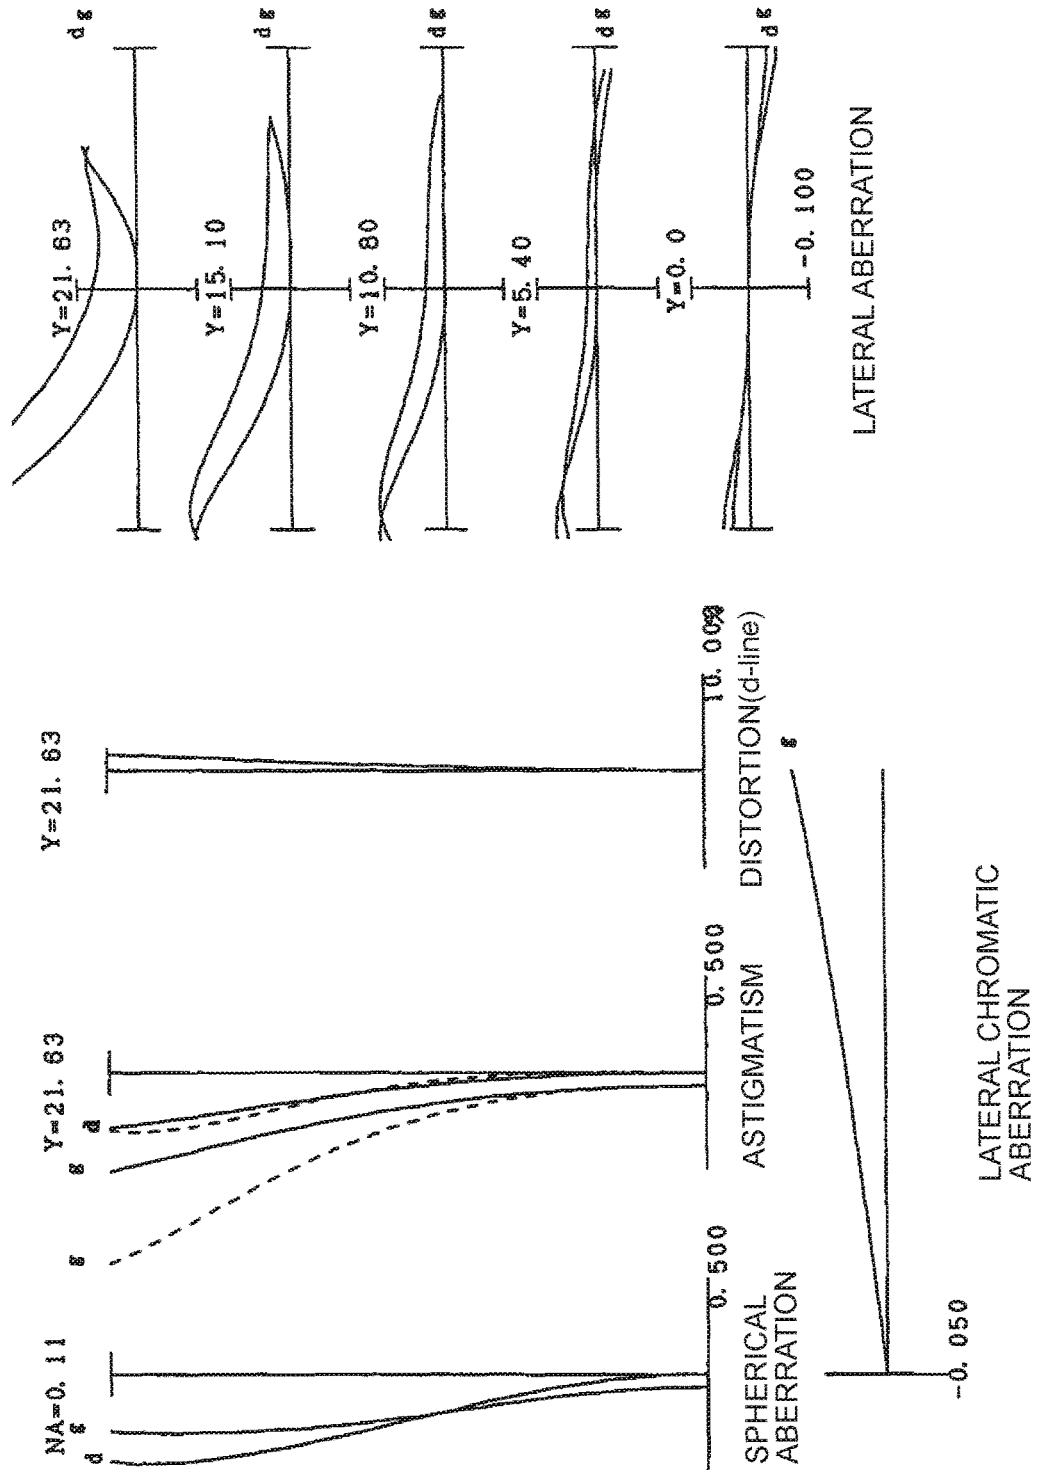 NA=0. 11
d g
0. 500
SPHERICAL
ABERRATION
Y=21. 63
g g d
0. 500
ASTIGMATISM
Y=21. 63
10. 00%
DISTORTION(d-line)
g
-0. 050
LATERAL CHROMATIC
ABERRATION
Y=21. 63
d g
Y=15. 10
d g
Y=10. 80
d g
Y=5. 40
d g
Y=0. 0
d g
-0. 100
LATERAL ABERRATION